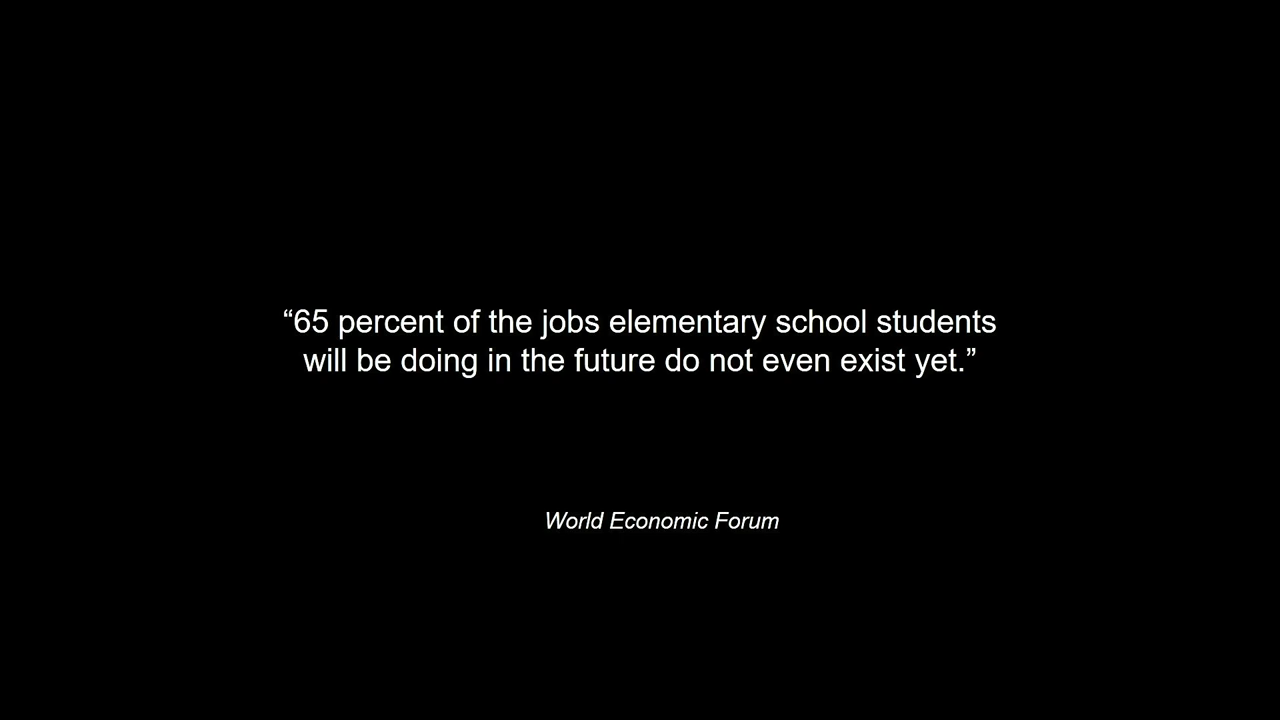 “65 percent of the jobs elementary school students
will be doing in the future do not even exist yet.”
World Economic Forum